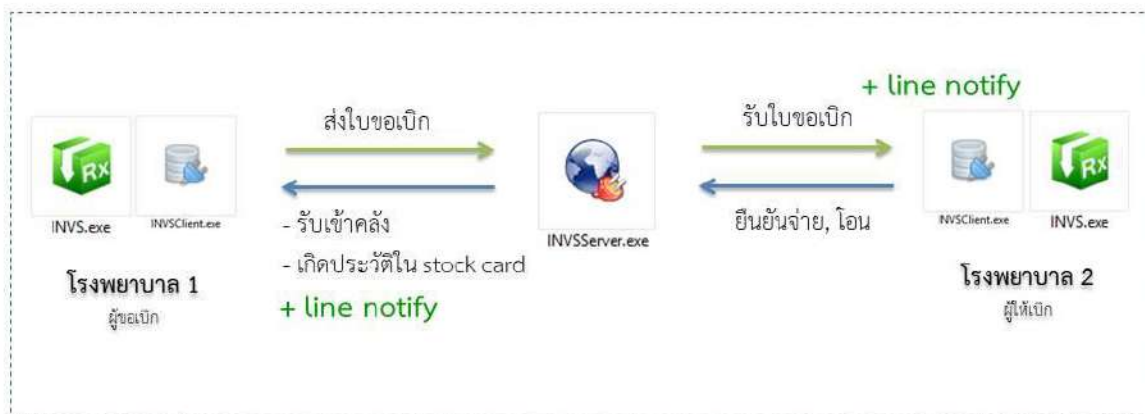 + line notify
ส่งใบขอเบิก
รับใบขอเบิก
Rx
Rx
INVS.exe
INVSClient.exe
INVSServer.exe
INVSClient.exe
INVS.exe
- รับเข้าคลัง
- เกิดประวัติใน stock card
+ line notify
ยืนยันจ่าย, โอน
โรงพยาบาล 1
ผู้ขอเบิก
โรงพยาบาล 2
ผู้ให้เบิก